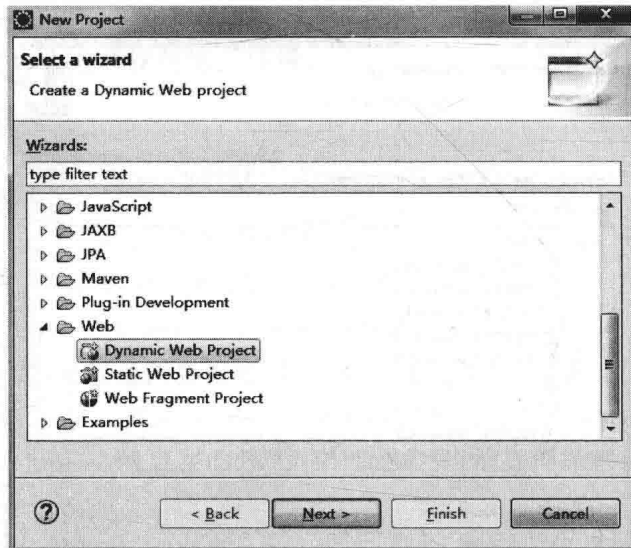 New Project
Select a wizard
Create a Dynamic Web project
Wizards:
type filter text
JavaScript
JAXB
JPA
Maven
Plug-in Development
Web
Dynamic Web Project
Static Web Project
Web Fragment Project
Examples
< Back Next > Finish Cancel